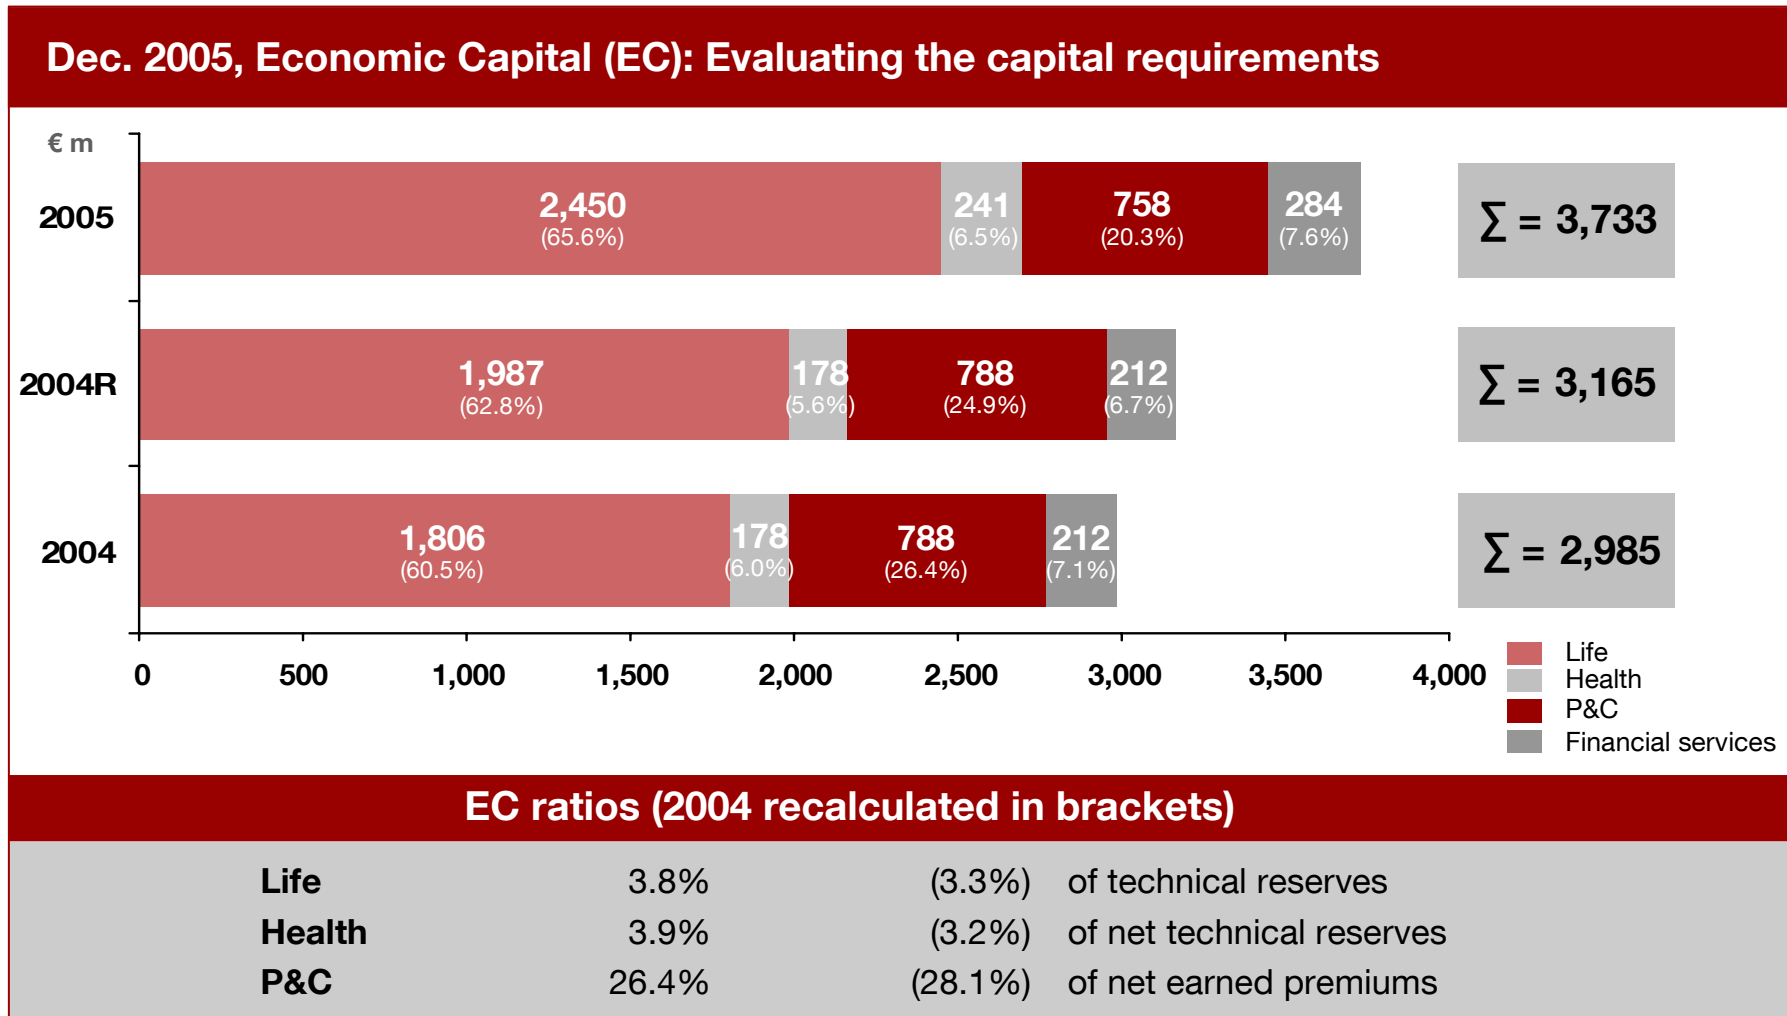 Dec. 2005, Economic Capital (EC): Evaluating the capital requirements
€ m
2005
2,450
(65.6%)
241
(6.5%)
758
(20.3%)
284
(7.6%)
∑ = 3,733
2004R
1,987
(62.8%)
178
(5.6%)
788
(24.9%)
212
(6.7%)
∑ = 3,165
2004
1,806
(60.5%)
178
(6.0%)
788
(26.4%)
212
(7.1%)
∑ = 2,985
0 500 1,000 1,500 2,000 2,500 3,000 3,500 4,000
Life
Health
P&C
Financial services
EC ratios (2004 recalculated in brackets)
Life 3.8% (3.3%) of technical reserves
Health 3.9% (3.2%) of net technical reserves
P&C 26.4% (28.1%) of net earned premiums